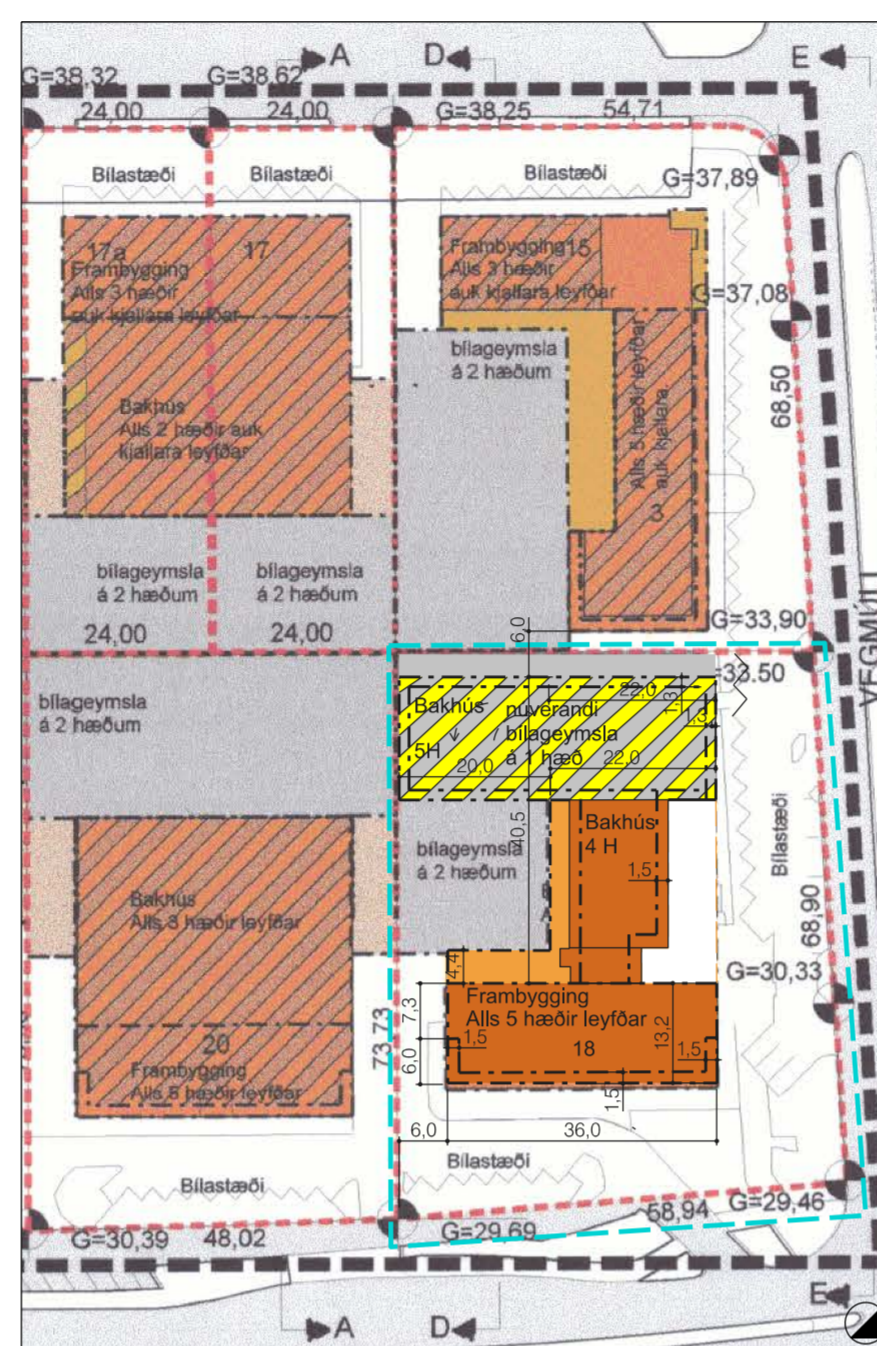 A
D
E
G=38,32
G=38,62
24,00
24,00
G=38,25
54,71
Bílastæði
Bílastæði
Bílastæði
G=37,89
17a
17
Frambygging
Alls 3 hæðir
auk kjallara leyfðar
Frambygging
15
Alls 3 hæðir
auk kjallara leyfðar
G=37,08
bílageymsla
á 2 hæðum
Alls 5 hæðir leyfðar
auk kjallara
3
68,50
Bakhús
Alls 2 hæðir auk
kjallara leyfðar
bílageymsla
á 2 hæðum
bílageymsla
á 2 hæðum
24,00
24,00
6,0
G=33,90
VEGMÚLI
=33.50
bílageymsla
á 2 hæðum
Bakhús
5H
núverandi
bílageymsla
á 1 hæð
22,0
1,3
1,3
20,0
22,0
40,5
bílageymsla
á 2 hæðum
Bakhús
4 H
1,5
Bílastæði
68,90
Bakhús
Alls 3 hæðir leyfðar
4,4
G=30,33
Frambygging
Alls 5 hæðir leyfðar
18
7,3
6,0
1,5
13,2
1,5
1,5
73,73
20
Frambygging
Alls 5 hæðir leyfðar
6,0
36,0
Bílastæði
Bílastæði
G=30,39
48,02
G=29,69
58,94
G=29,46
A
D
E